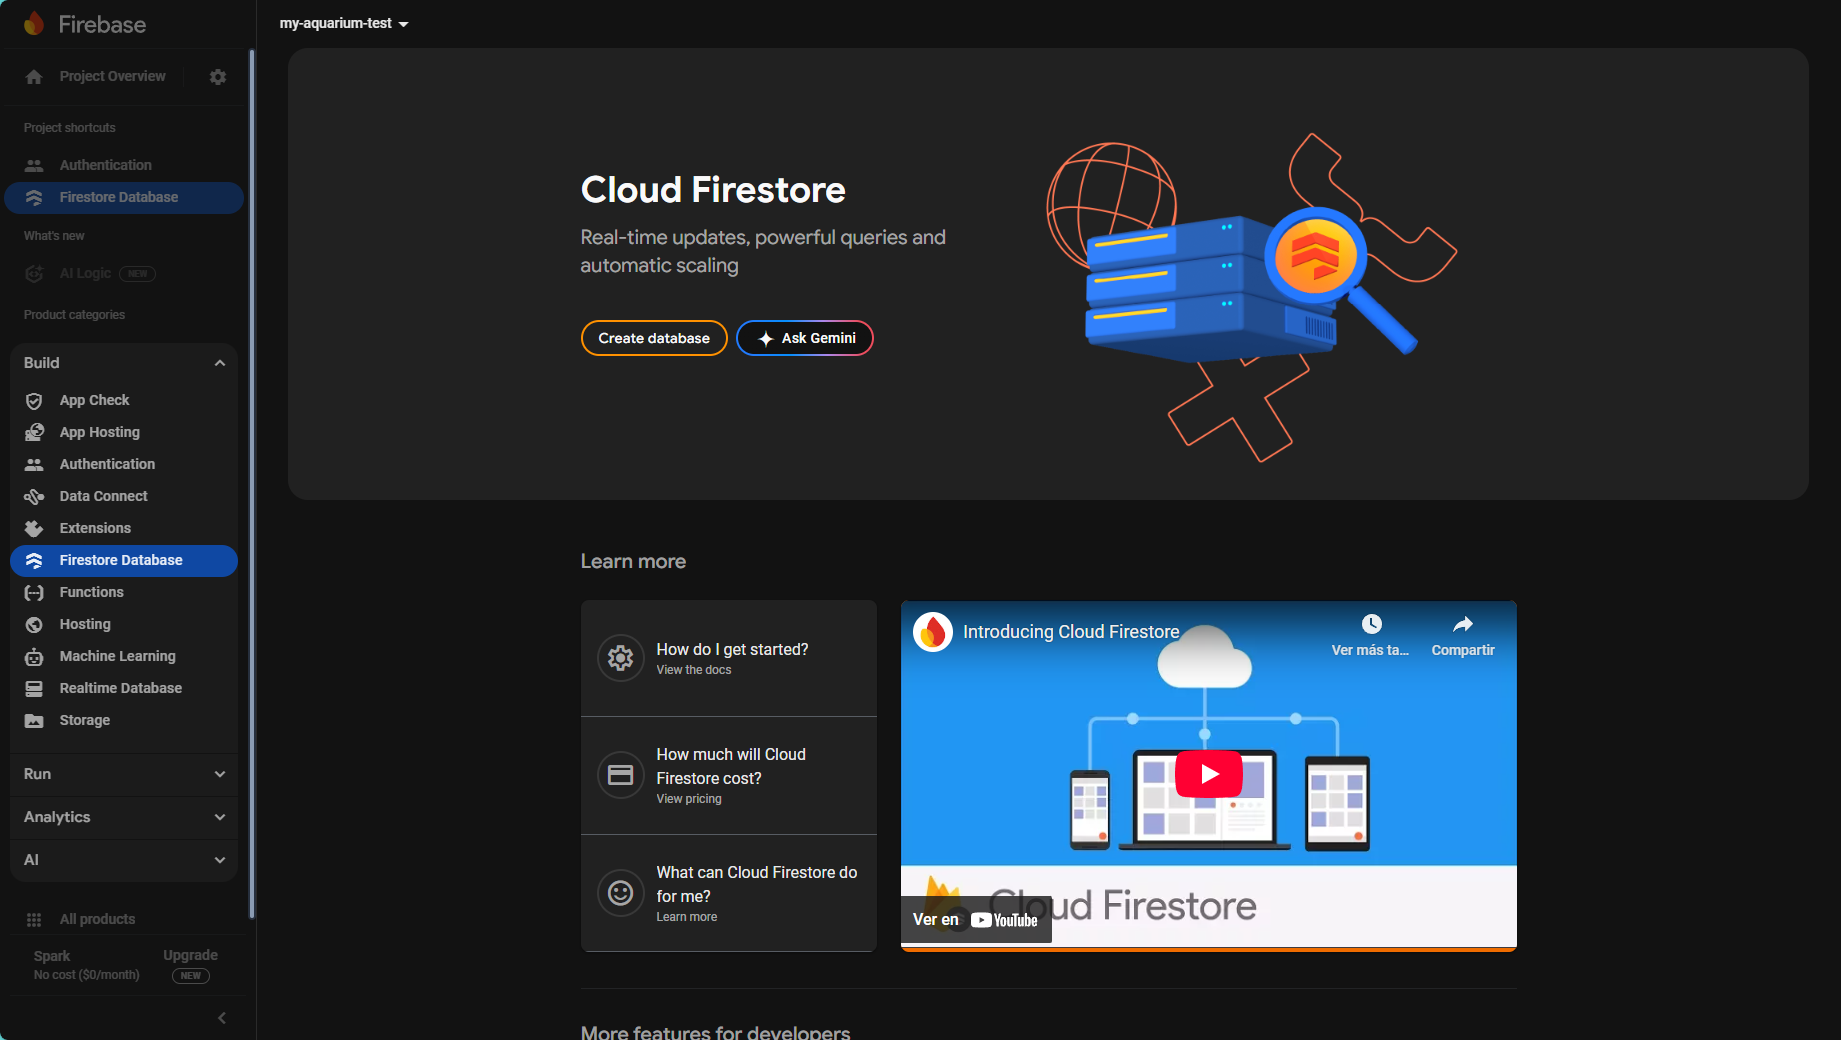 Firebase
my-aquarium-test
Project Overview
Project shortcuts
Authentication
Firestore Database
What's new
AI Logic NEW
Product categories
Build
App Check
App Hosting
Authentication
Data Connect
Extensions
Firestore Database
Functions
Hosting
Machine Learning
Realtime Database
Storage
Run
Analytics
AI
All products
Spark
No cost ($0/month)
Upgrade
NEW
Cloud Firestore
Real-time updates, powerful queries and
automatic scaling
Create database
Ask Gemini
Learn more
How do I get started?
View the docs
How much will Cloud
Firestore cost?
View pricing
What can Cloud Firestore do
for me?
Learn more
Introducing Cloud Firestore
Ver más ta...
Compartir
Cloud Firestore
Ver en YouTube
More features for developers